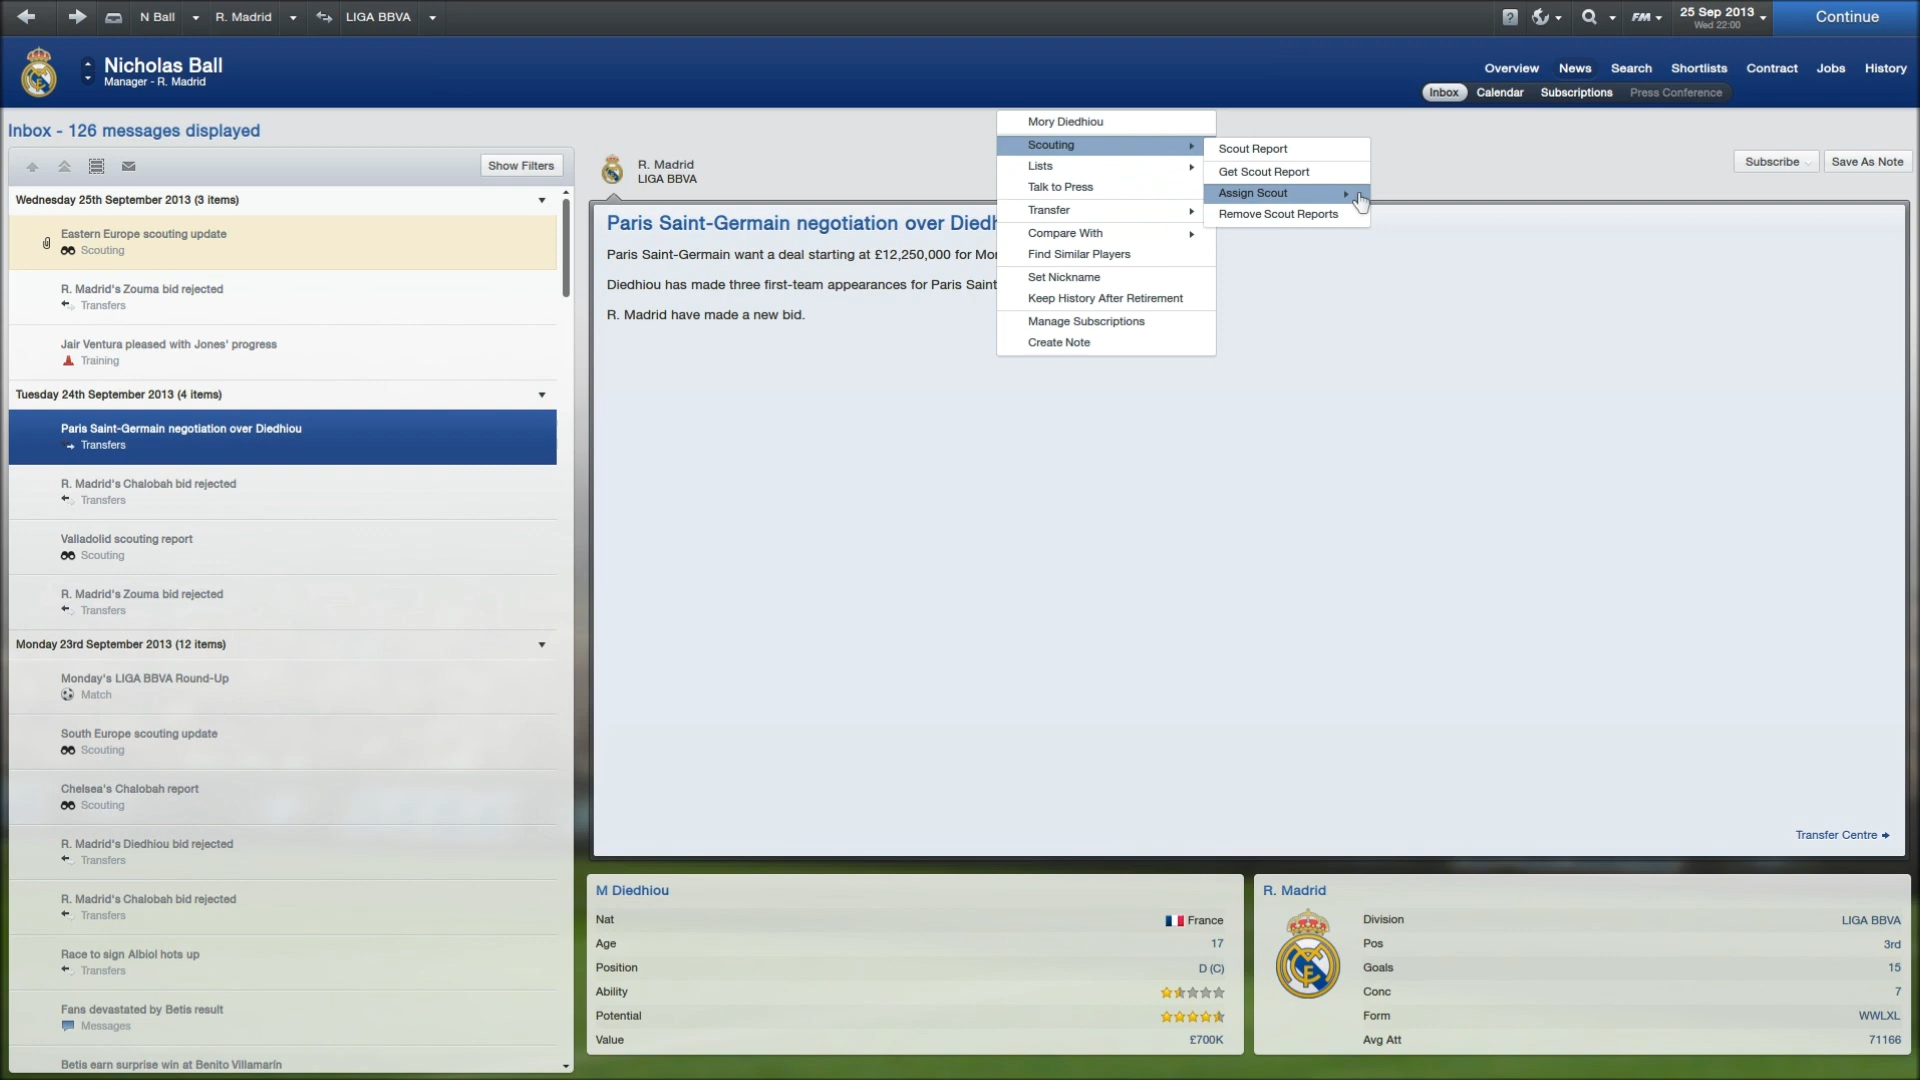 N Ball
R. Madrid
LIGA BBVA
FM
25 Sep 2013
Wed 22:00
Continue
Nicholas Ball
Manager - R. Madrid
Overview
News
Search
Shortlists
Contract
Jobs
History
Inbox
Calendar
Subscriptions
Press Conference
Inbox - 126 messages displayed
Show Filters
Wednesday 25th September 2013 (3 items)
Eastern Europe scouting update
Scouting
R. Madrid's Zouma bid rejected
Transfers
Jair Ventura pleased with Jones' progress
Training
Tuesday 24th September 2013 (4 items)
Paris Saint-Germain negotiation over Diedhiou
Transfers
R. Madrid's Chalobah bid rejected
Transfers
Valladolid scouting report
Scouting
R. Madrid's Zouma bid rejected
Transfers
Monday 23rd September 2013 (12 items)
Monday's LIGA BBVA Round-Up
Match
South Europe scouting update
Scouting
Chelsea's Chalobah report
Scouting
R. Madrid's Diedhiou bid rejected
Transfers
R. Madrid's Chalobah bid rejected
Transfers
Race to sign Albiol hots up
Transfers
Fans devastated by Betis result
Messages
Betis earn surprise win at Benito Villamarín
R. Madrid
LIGA BBVA
Subscribe
Save As Note
Paris Saint-Germain negotiation over Diedh
Paris Saint-Germain want a deal starting at £12,250,000 for Mor
Diedhiou has made three first-team appearances for Paris Saint
R. Madrid have made a new bid.
Mory Diedhiou
Scouting
Lists
Talk to Press
Transfer
Compare With
Find Similar Players
Set Nickname
Keep History After Retirement
Manage Subscriptions
Create Note
Scout Report
Get Scout Report
Assign Scout
Remove Scout Reports
Transfer Centre
M Diedhiou
Nat France
Age 17
Position D (C)
Ability
Potential
Value £700K
R. Madrid
Division LIGA BBVA
Pos 3rd
Goals 15
Conc 7
Form WWLXL
Avg Att 71166